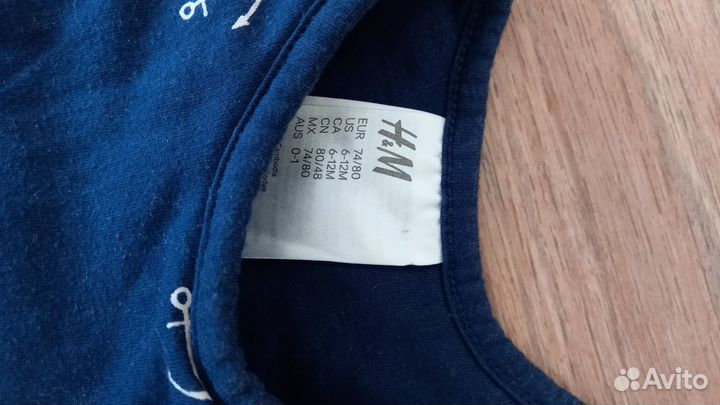 H&M
EUR 74/80
US 6-12M
CA 6-12M
CN 80/48
MX 74/80
AUS 0-1
Avito